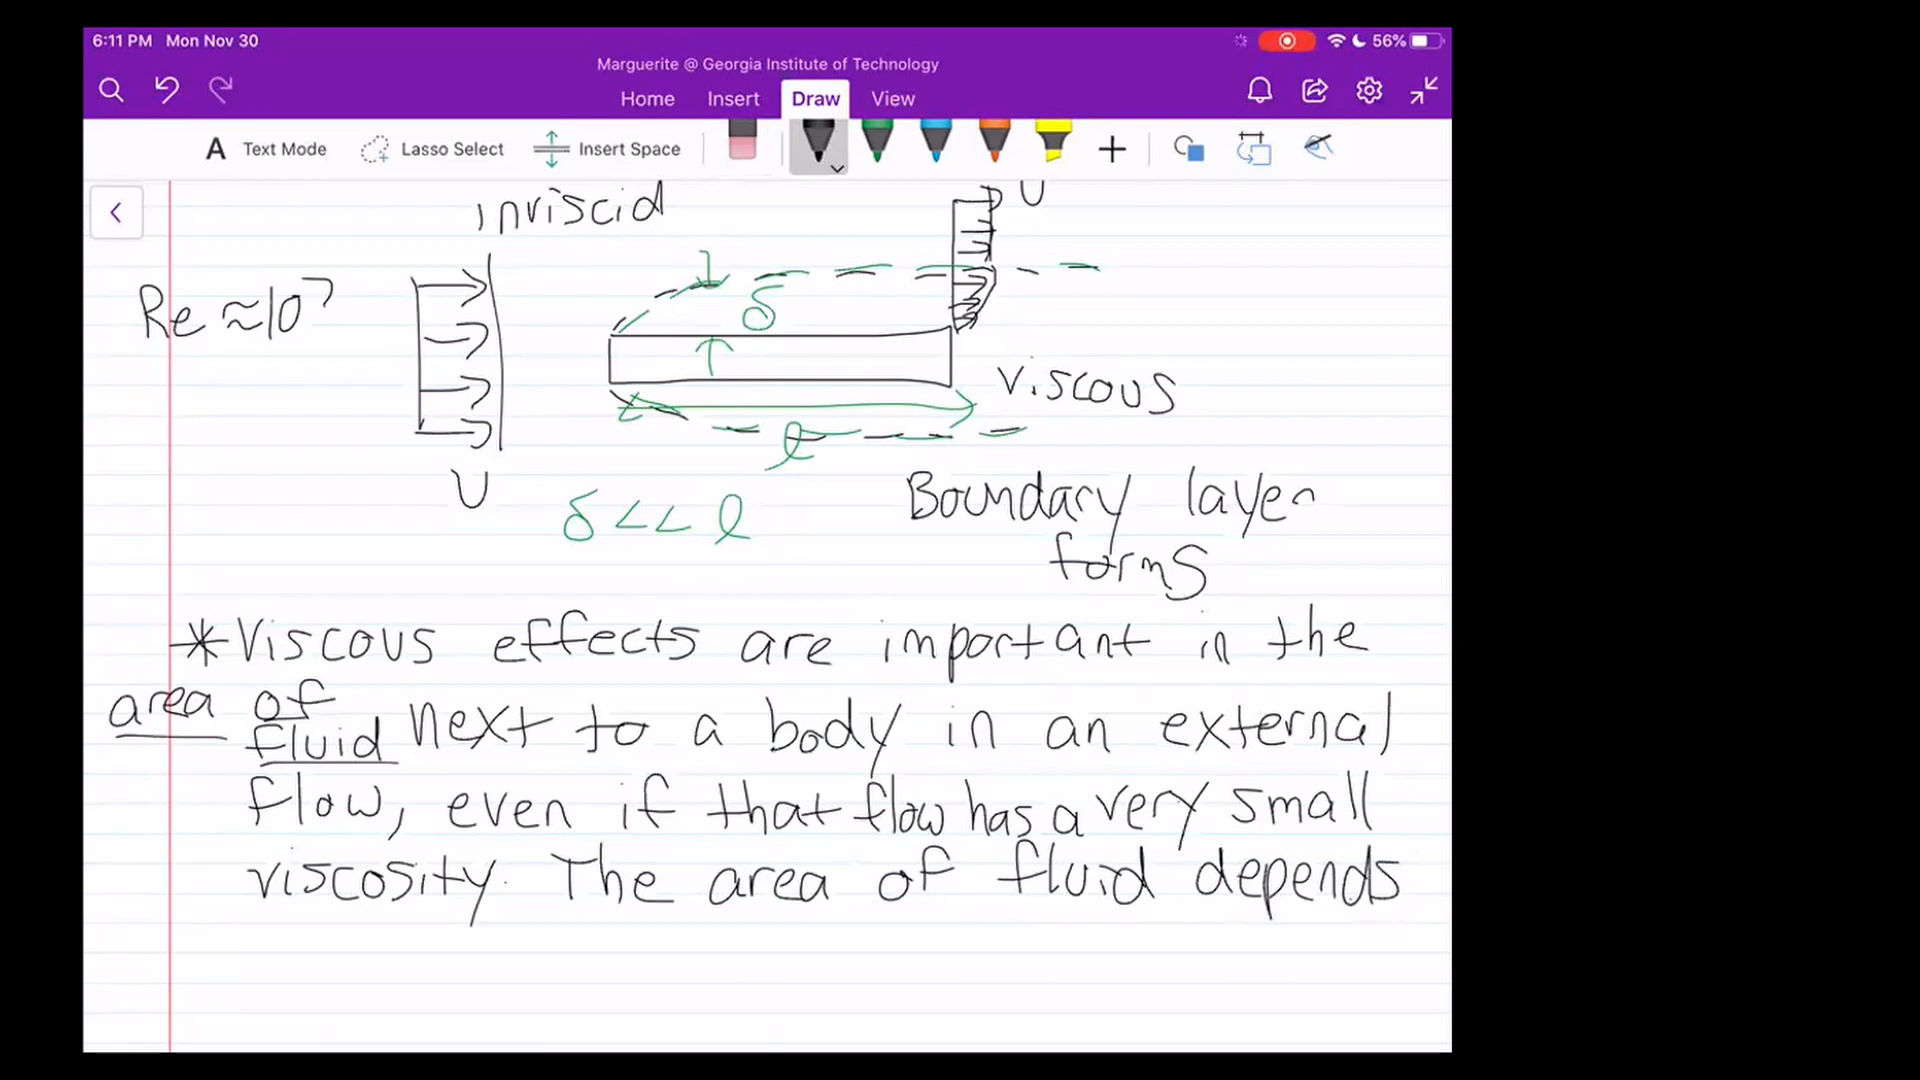 6:11 PM Mon Nov 30
56%
Marguerite @ Georgia Institute of Technology
Home Insert Draw View
A Text Mode Lasso Select Insert Space
inviscid
U
Re ≈ 10⁷
δ
viscous
l
U
δ << l
Boundary layer
forms
* Viscous effects are important in the
area of
fluid next to a body in an external
flow, even if that flow has a very small
viscosity. The area of fluid depends